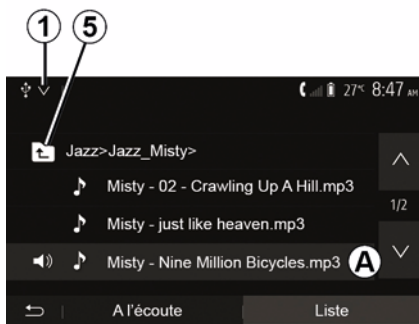 1 5
27°C 8:47 AM
Jazz>Jazz_Misty>
Misty - 02 - Crawling Up A Hill.mp3
1/2
Misty - just like heaven.mp3
Misty - Nine Million Bicycles.mp3 A
A l'écoute Liste